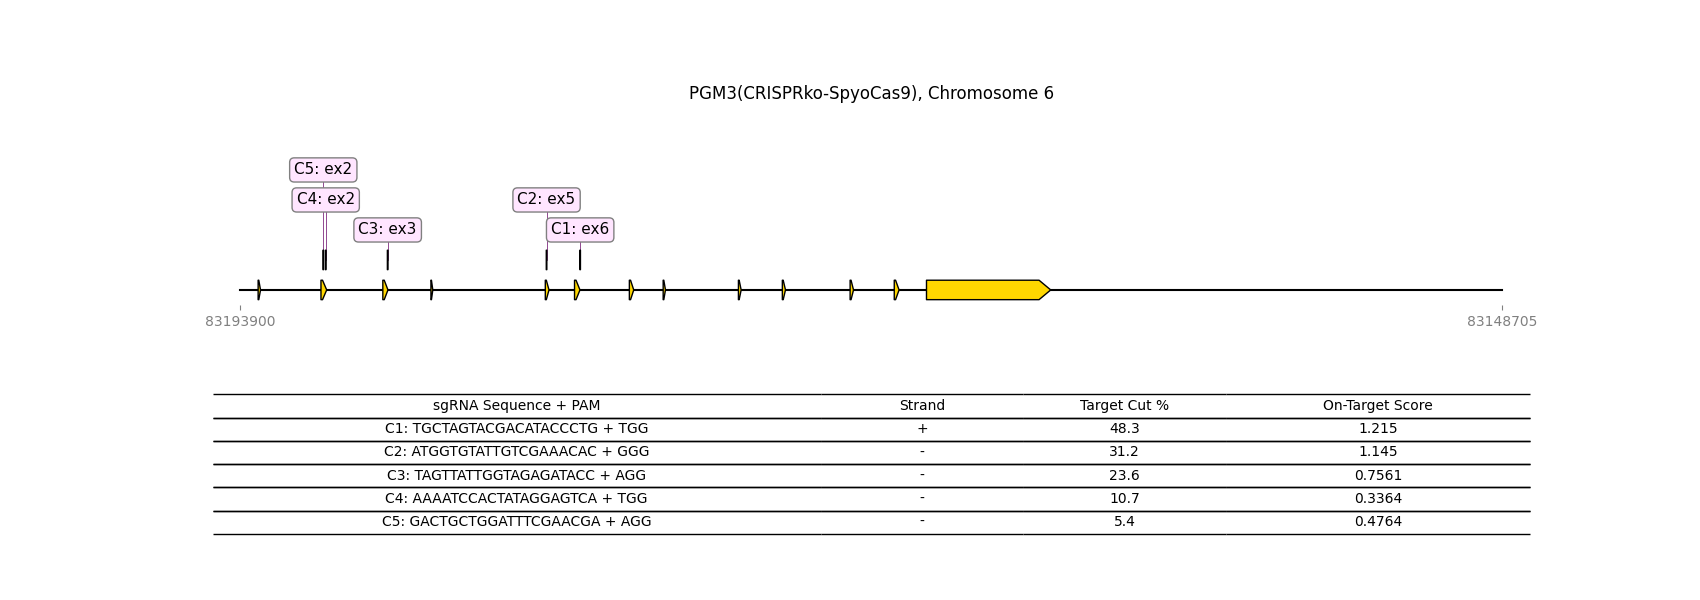 PGM3(CRISPRko-SpyoCas9), Chromosome 6
C5: ex2
C4: ex2
C2: ex5
C3: ex3
C1: ex6
83193900
83148705
sgRNA Sequence + PAM Strand Target Cut % On-Target Score
C1: TGCTAGTACGACATACCCTG + TGG + 48.3 1.215
C2: ATGGTGTATTGTCGAAACAC + GGG - 31.2 1.145
C3: TAGTTATTGGTAGAGATACC + AGG - 23.6 0.7561
C4: AAAATCCACTATAGGAGTCA + TGG - 10.7 0.3364
C5: GACTGCTGGATTTCGAACGA + AGG - 5.4 0.4764